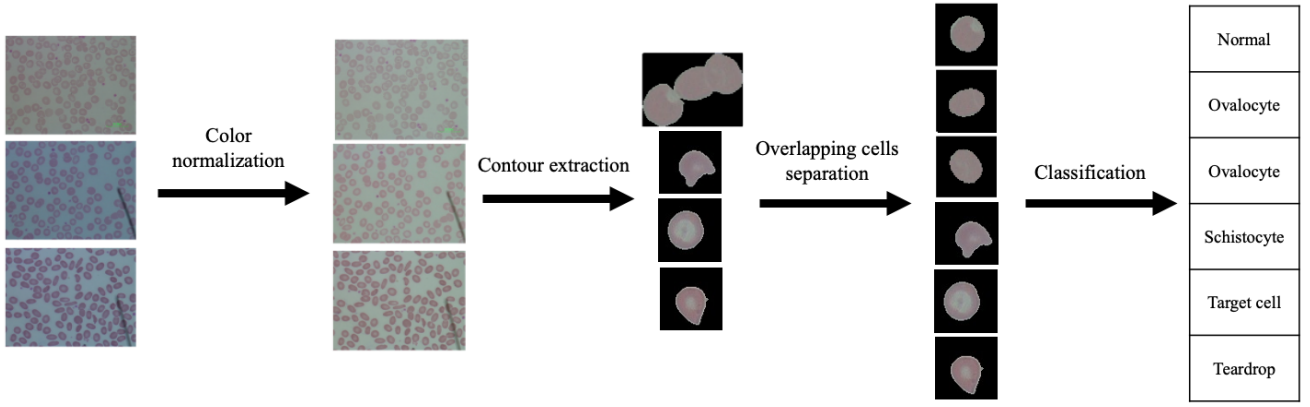 Color
normalization
Contour extraction
Overlapping cells
separation
Classification
Normal
Ovalocyte
Ovalocyte
Schistocyte
Target cell
Teardrop